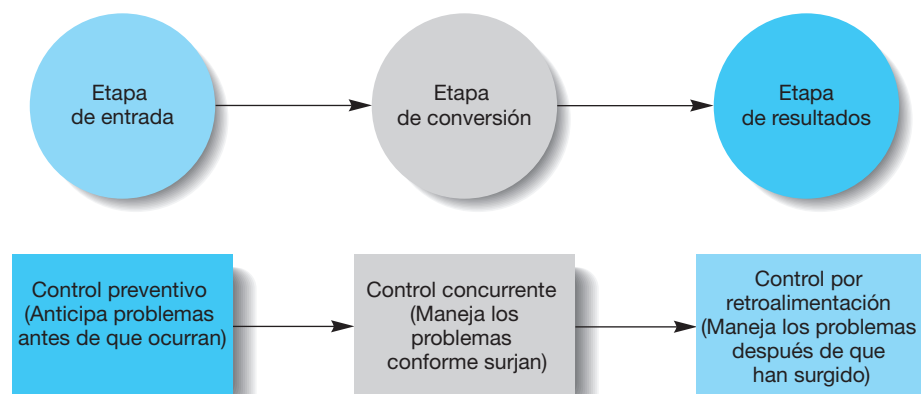 Etapa
de entrada
Etapa
de conversión
Etapa
de resultados
Control preventivo
(Anticipa problemas
antes de que ocurran)
Control concurrente
(Maneja los
problemas
conforme surjan)
Control por
retroalimentación
(Maneja los problemas
después de que
han surgido)